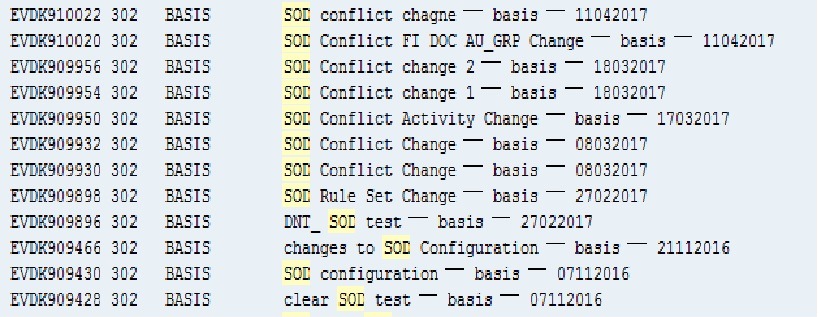 EVDK910022 302 BASIS SOD conflict chagne — basis — 11042017
EVDK910020 302 BASIS SOD Conflict FI DOC AU_GRP Change — basis — 11042017
EVDK909956 302 BASIS SOD Conflict change 2 — basis — 18032017
EVDK909954 302 BASIS SOD Conflict change 1 — basis — 18032017
EVDK909950 302 BASIS SOD Conflict Activity Change — basis — 17032017
EVDK909932 302 BASIS SOD Conflict Change — basis — 08032017
EVDK909930 302 BASIS SOD Conflict Change — basis — 08032017
EVDK909898 302 BASIS SOD Rule Set Change — basis — 27022017
EVDK909896 302 BASIS DNT_ SOD test — basis — 27022017
EVDK909466 302 BASIS changes to SOD Configuration — basis — 21112016
EVDK909430 302 BASIS SOD configuration — basis — 07112016
EVDK909428 302 BASIS clear SOD test — basis — 07112016